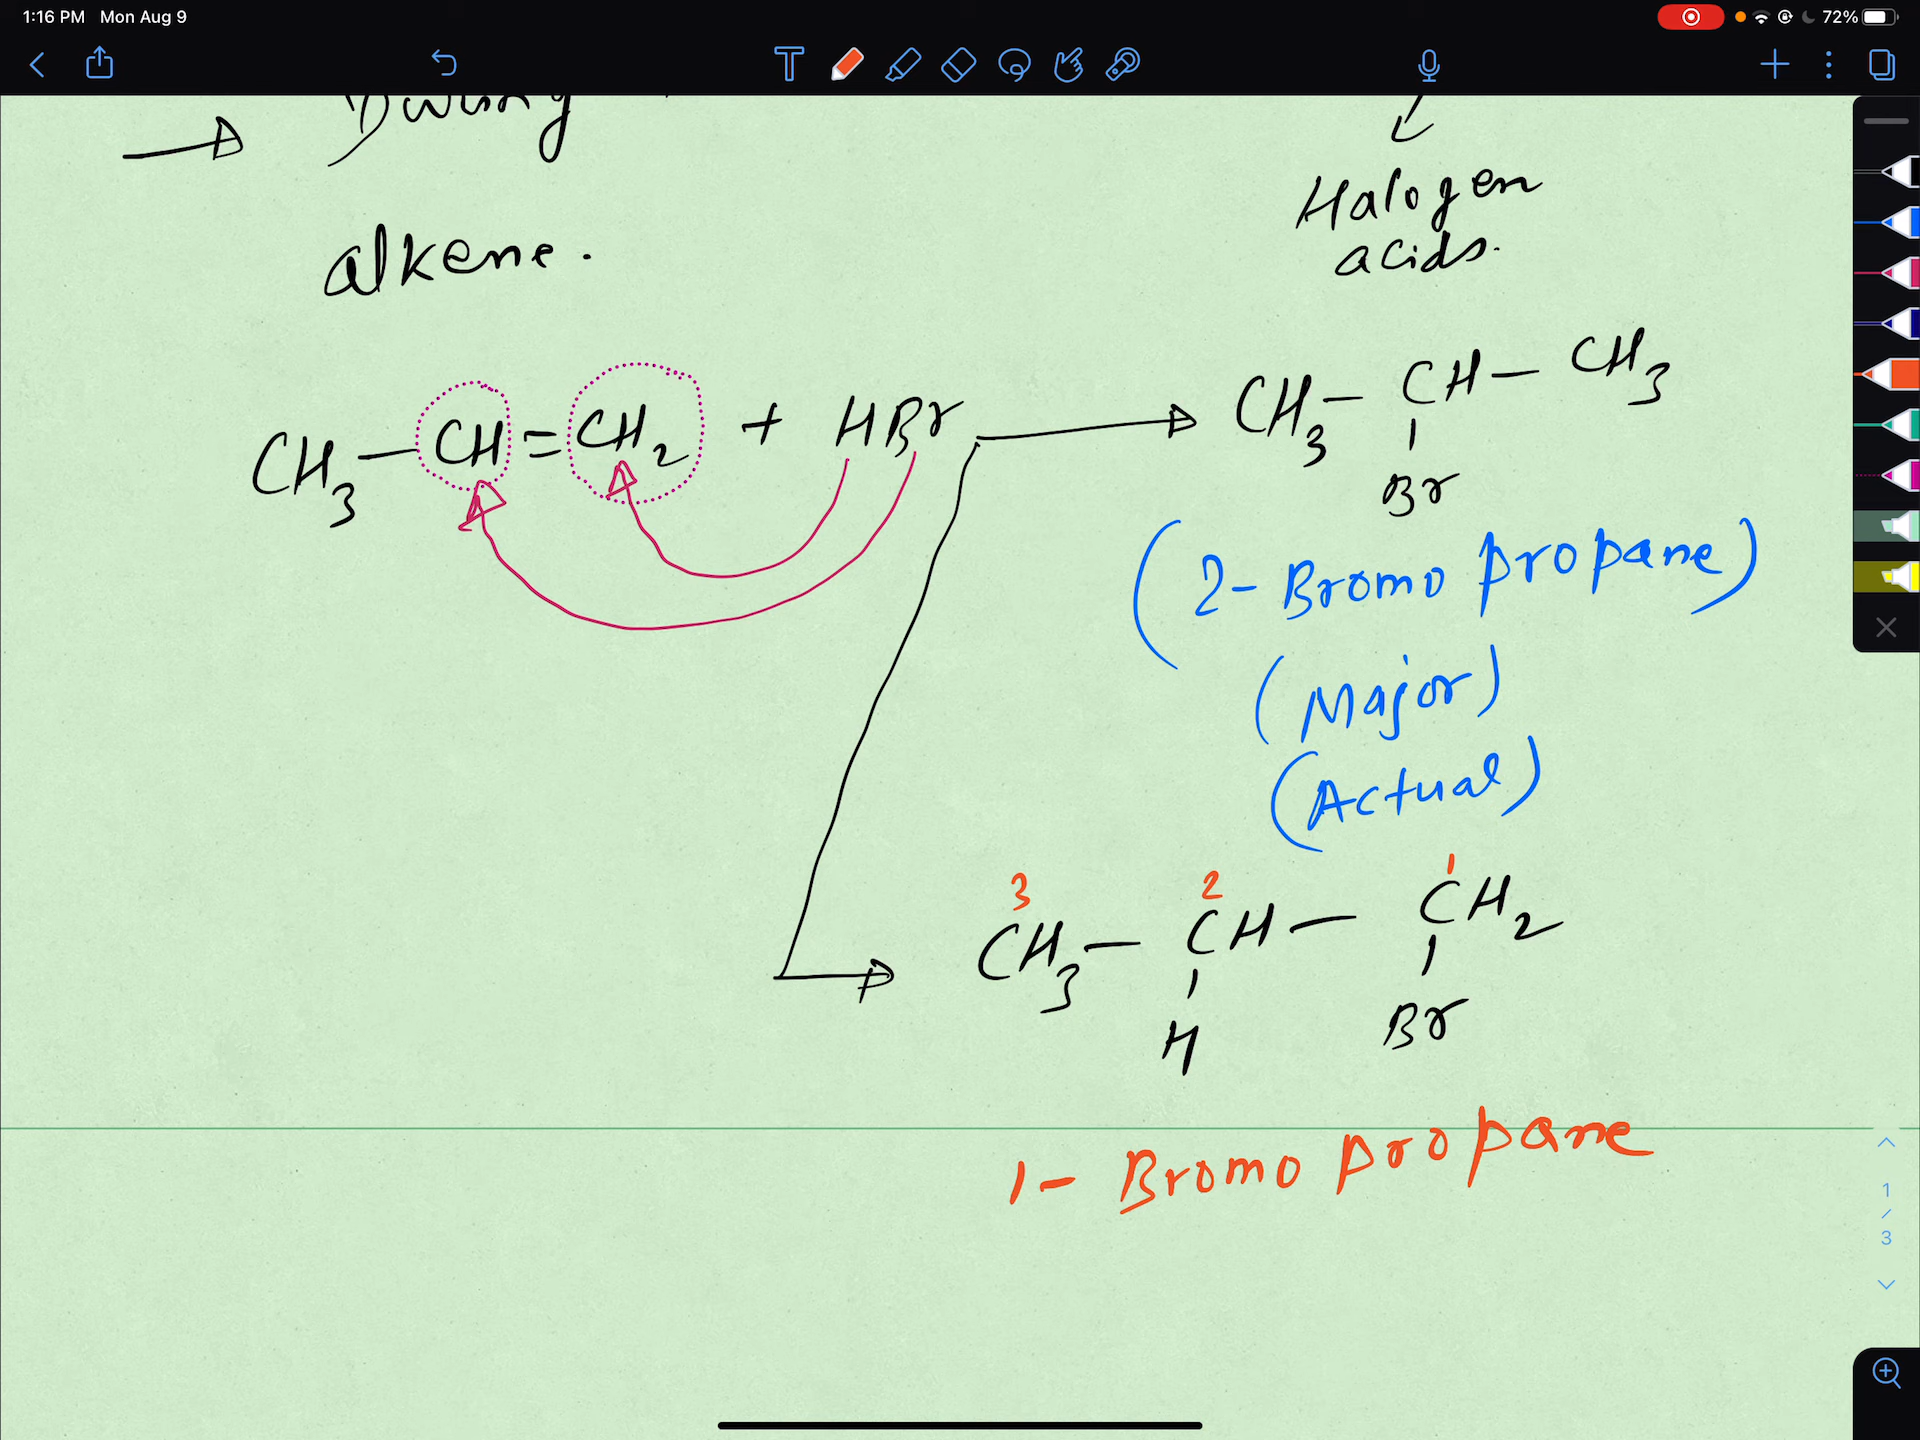 1:16 PM Mon Aug 9
72%
During
alkene.
Halogen
acids.
CH3 — CH = CH2 + HBr
CH3 — CH — CH3
Br
(2-Bromo propane)
(Major)
(Actual)
3 2 1
CH3 — CH — CH2
H Br
1- Bromo propane
1
/
3